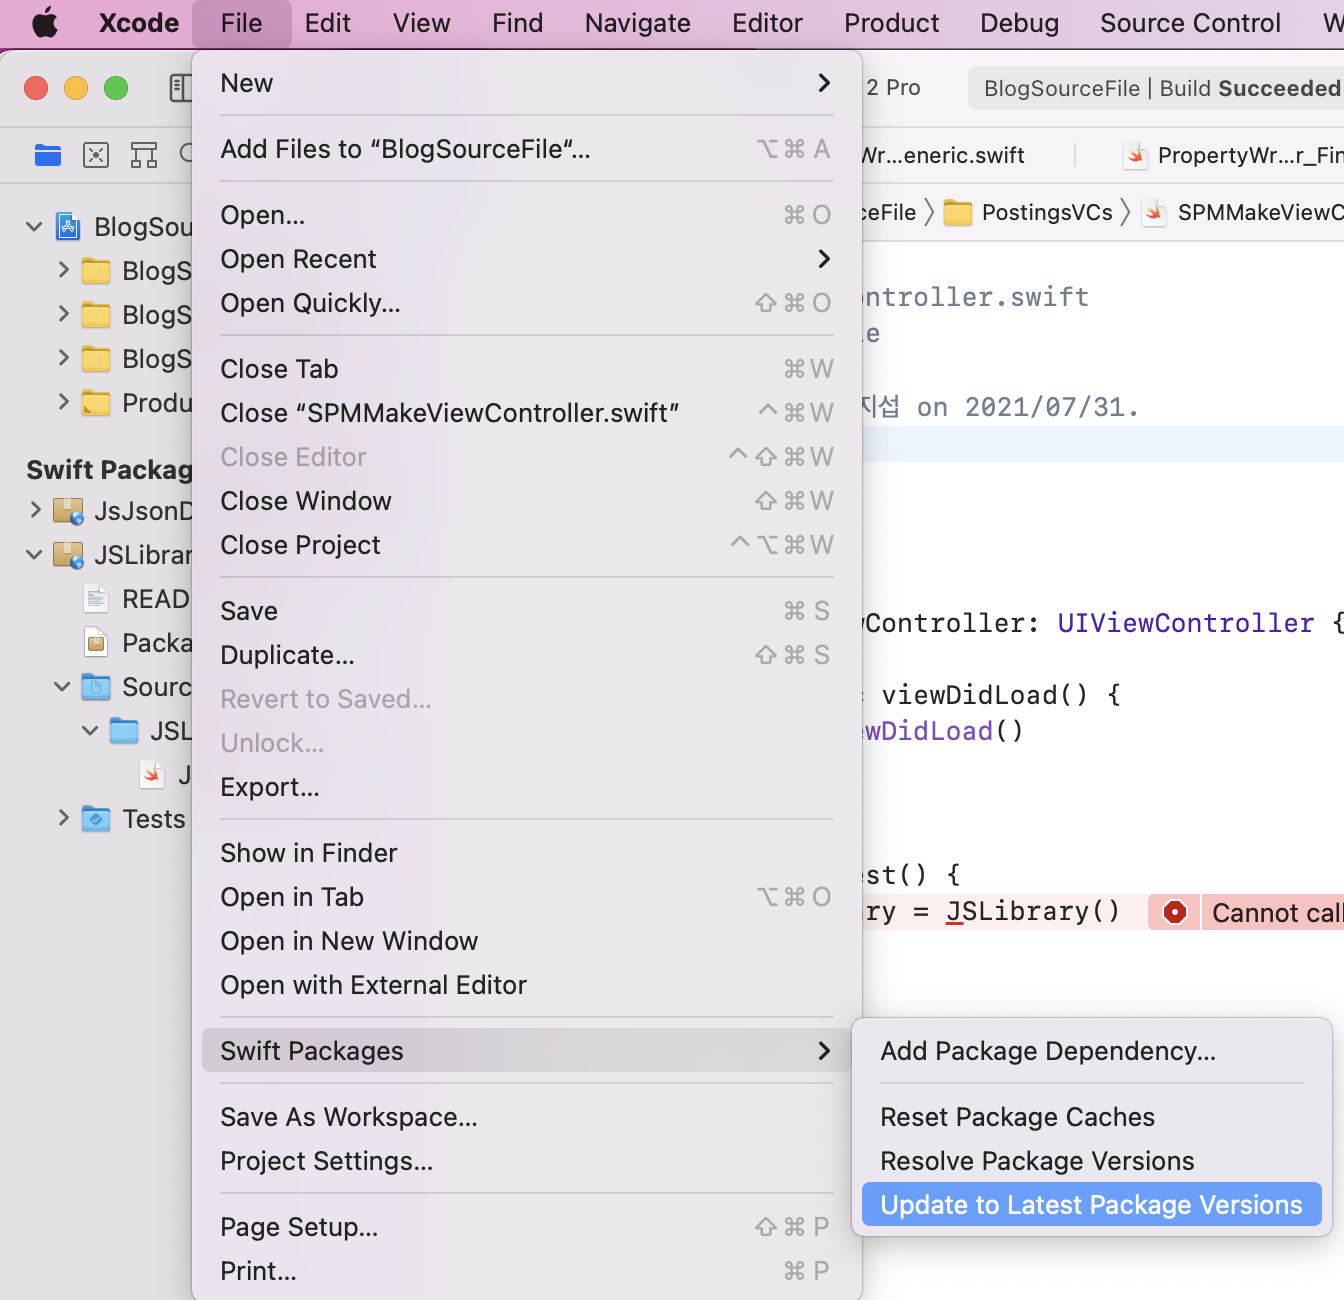 Xcode File Edit View Find Navigate Editor Product Debug Source Control
2 Pro BlogSourceFile | Build Succeeded
New
Add Files to “BlogSourceFile“... ⌥⌘A
Open... ⌘O
Open Recent
Open Quickly... ⇧⌘O
Close Tab ⌘W
Close “SPMMakeViewController.swift” ^⌘W
Close Editor ^⇧⌘W
Close Window ⇧⌘W
Close Project ^⌥⌘W
Save ⌘S
Duplicate... ⇧⌘S
Revert to Saved...
Unlock...
Export...
Show in Finder
Open in Tab ⌥⌘O
Open in New Window
Open with External Editor
Swift Packages
Save As Workspace...
Project Settings...
Page Setup... ⇧⌘P
Print... ⌘P
Add Package Dependency...
Reset Package Caches
Resolve Package Versions
Update to Latest Package Versions
BlogSou
BlogS
BlogS
BlogS
Produ
Swift Packag
JsJsonD
JSLibrar
READ
Packa
Sourc
JSL
J
Tests
Wr...eneric.swift PropertyWr...r_Fin
ceFile PostingsVCs SPMMakeViewC
ontroller.swift
le
지섭 on 2021/07/31.
wController: UIViewController {
viewDidLoad() {
ewDidLoad()
est() {
ry = JSLibrary() Cannot call